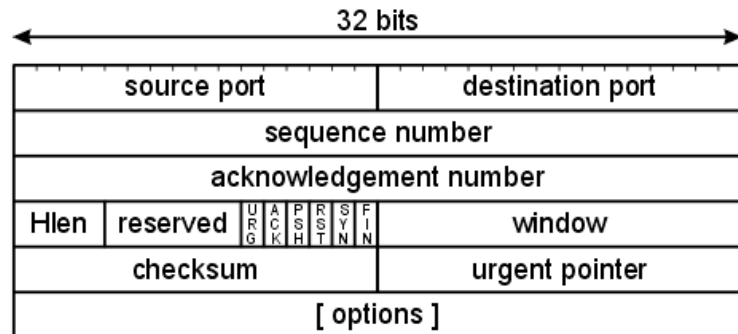 32 bits
source port destination port
sequence number
acknowledgement number
Hlen reserved URG ACK PSH RST SYN FIN window
checksum urgent pointer
[ options ]